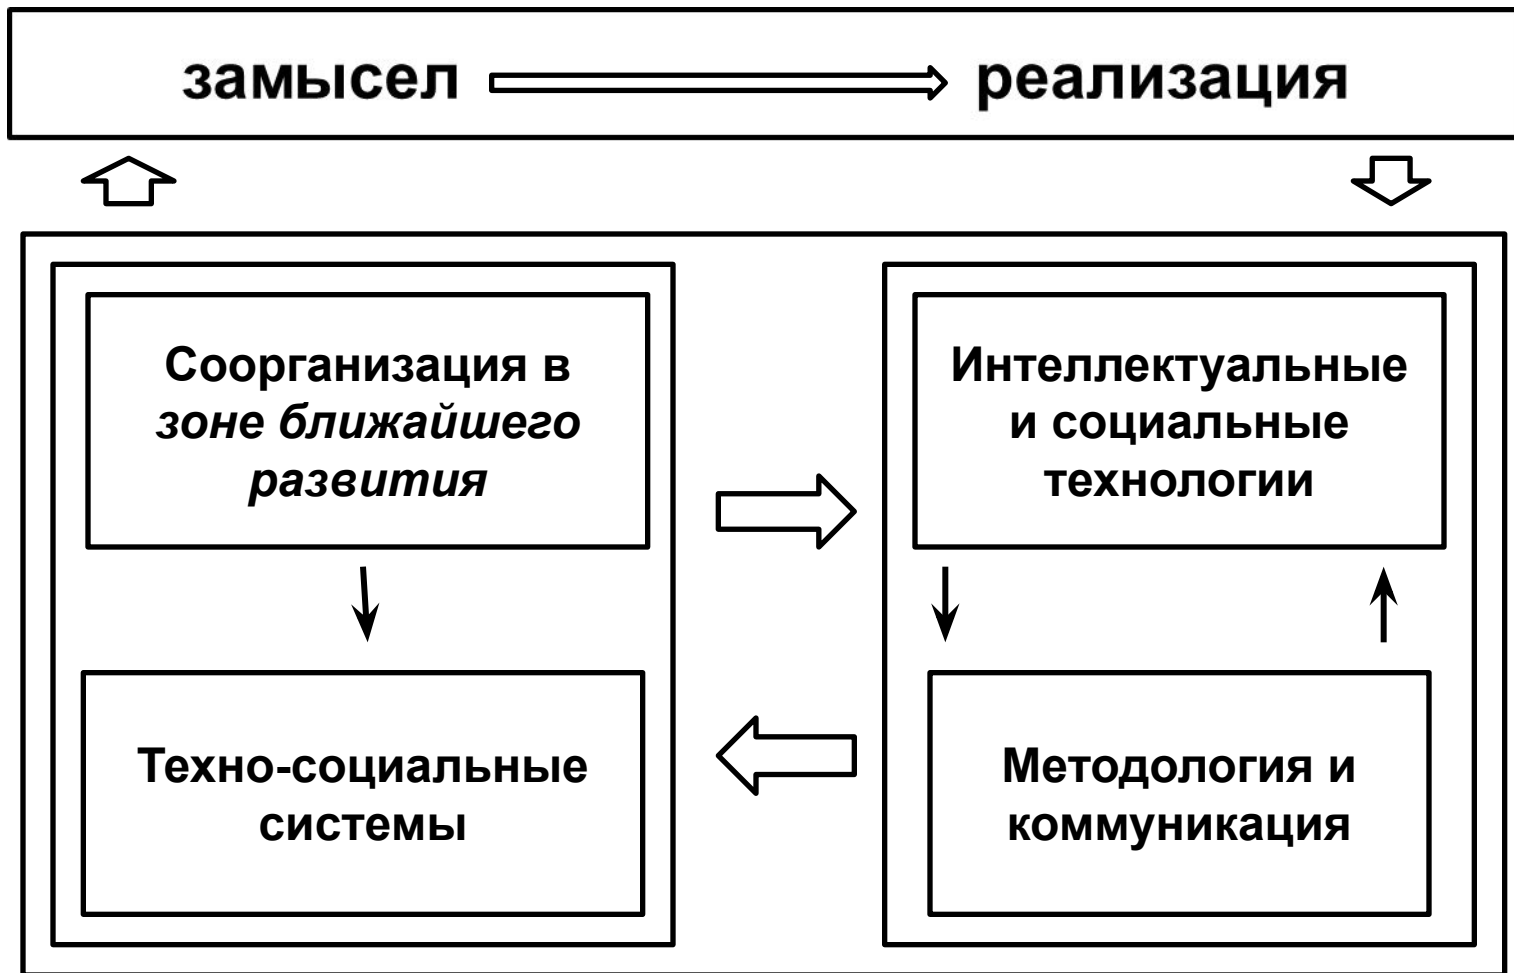 замысел реализация
Соорганизация в
зоне ближайшего
развития
Интеллектуальные
и социальные
технологии
Техно-социальные
системы
Методология и
коммуникация